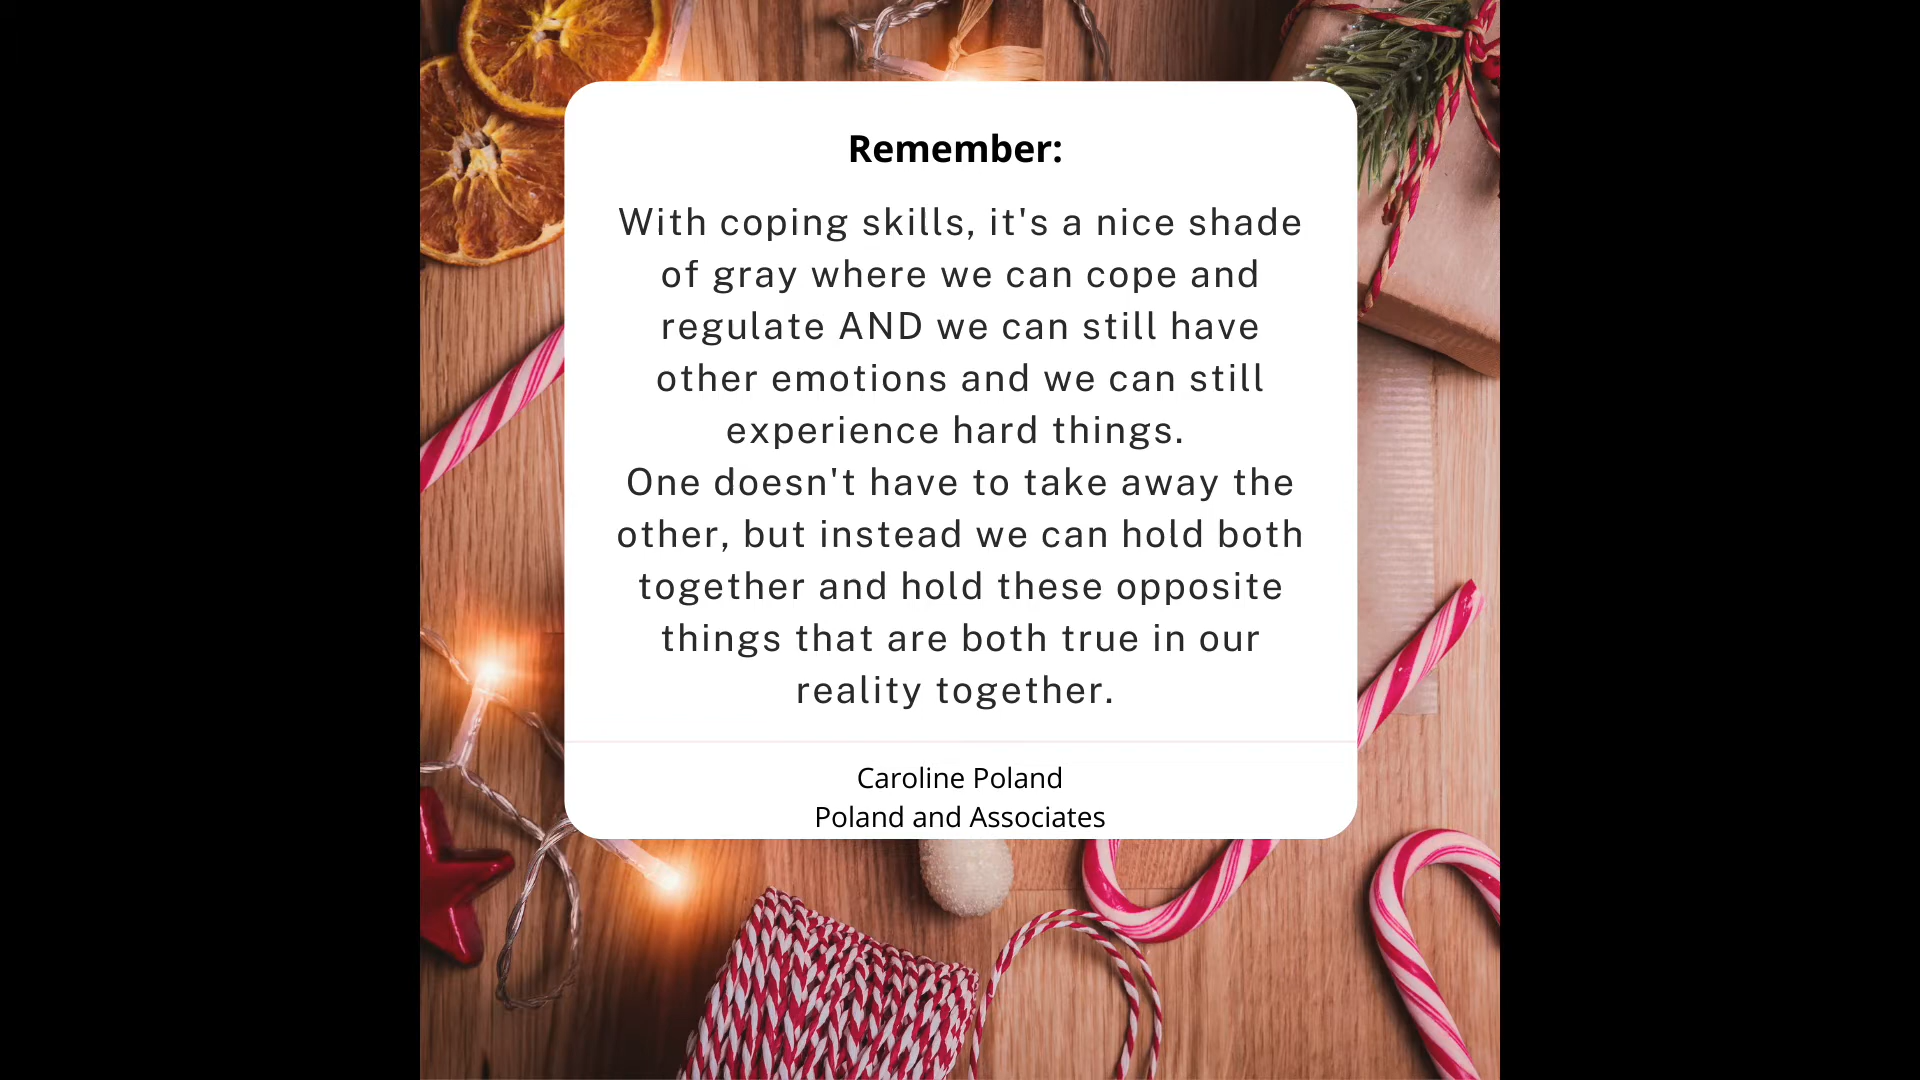 Remember:
With coping skills, it's a nice shade
of gray where we can cope and
regulate AND we can still have
other emotions and we can still
experience hard things.
One doesn't have to take away the
other, but instead we can hold both
together and hold these opposite
things that are both true in our
reality together.
Caroline Poland
Poland and Associates